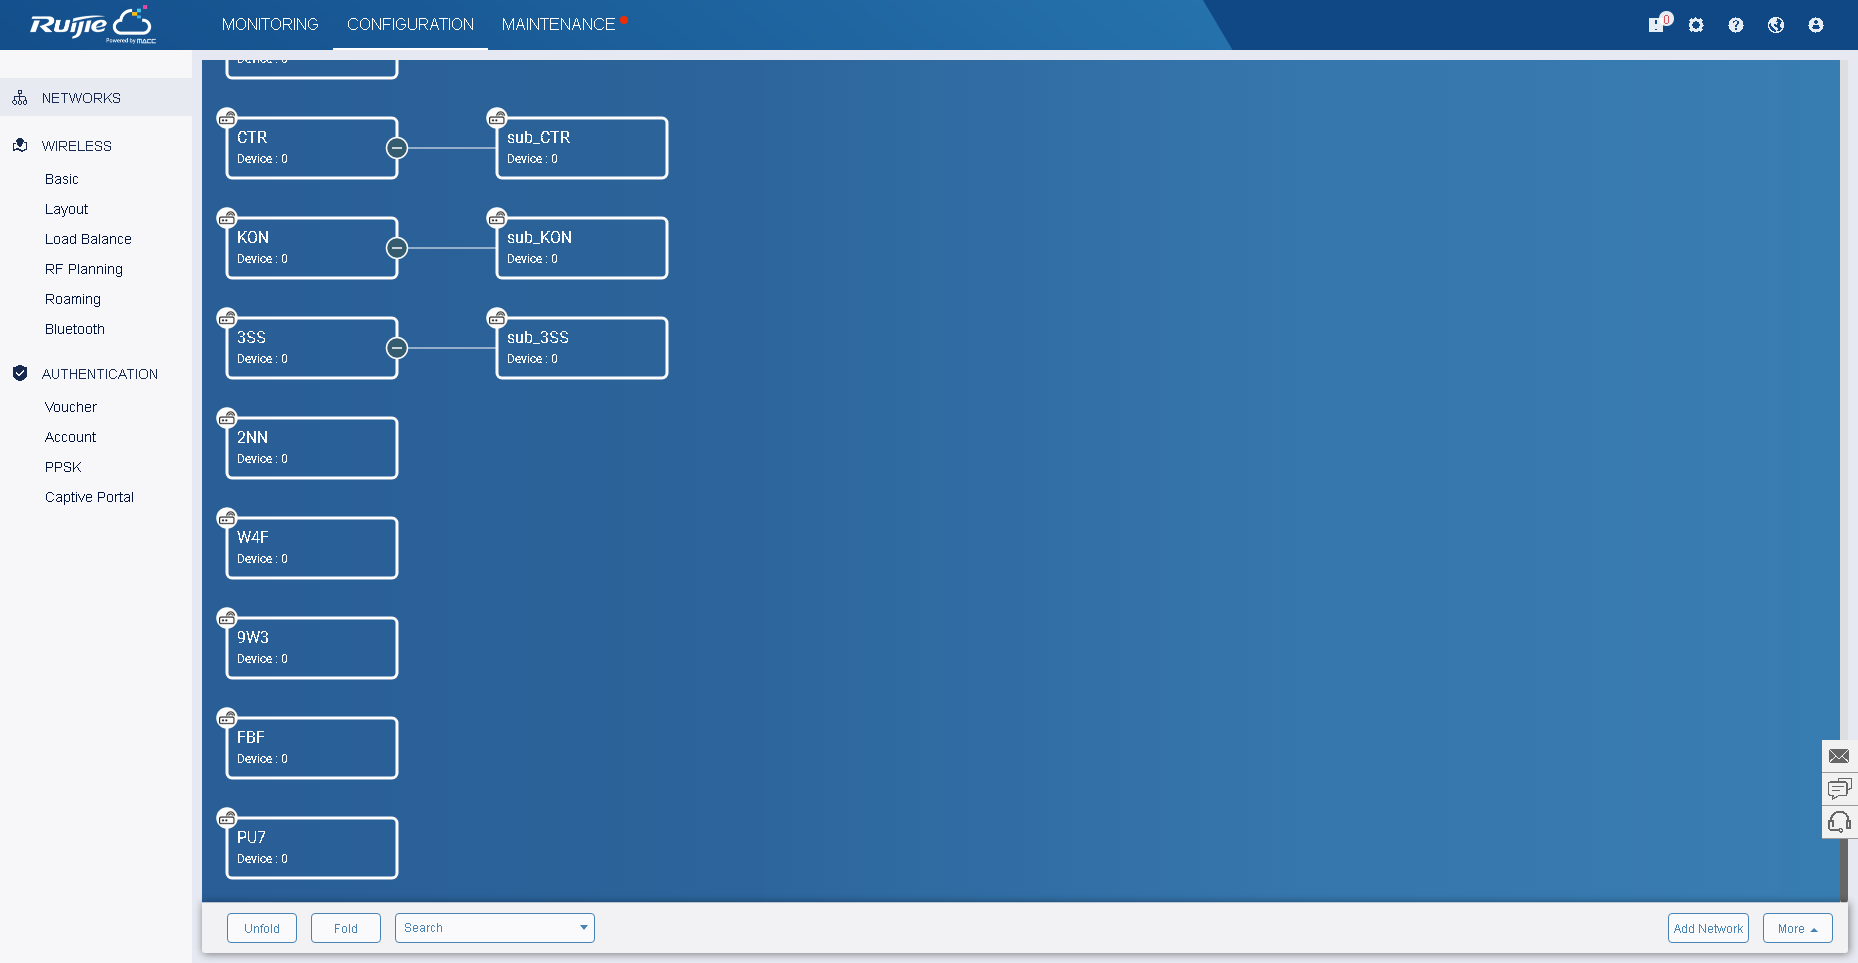 Ruijie
Powered by MACC
MONITORING
CONFIGURATION
MAINTENANCE
0
NETWORKS
WIRELESS
Basic
Layout
Load Balance
RF Planning
Roaming
Bluetooth
AUTHENTICATION
Voucher
Account
PPSK
Captive Portal
Device : 0
CTR
Device : 0
sub_CTR
Device : 0
KON
Device : 0
sub_KON
Device : 0
3SS
Device : 0
sub_3SS
Device : 0
2NN
Device : 0
W4F
Device : 0
9W3
Device : 0
FBF
Device : 0
PU7
Device : 0
Unfold
Fold
Search
Add Network
More